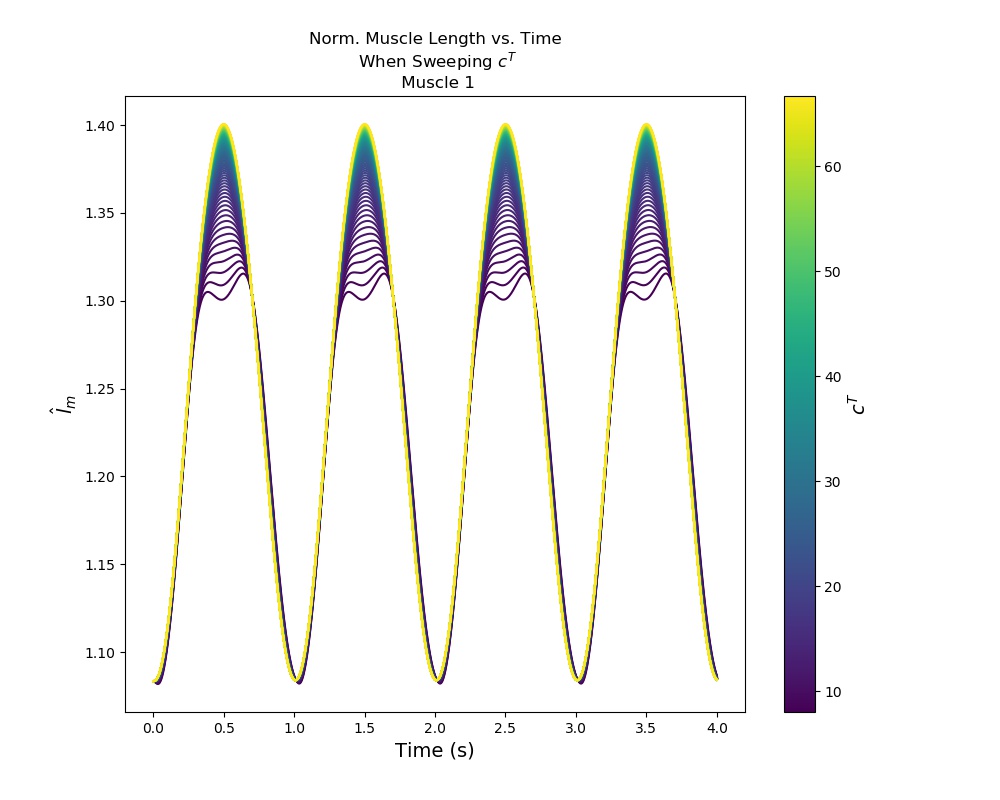 Norm. Muscle Length vs. Time
When Sweeping $c^T$
Muscle 1
1.40
1.35
1.30
1.25
1.20
1.15
1.10
$\hat{l}_m$
0.0 0.5 1.0 1.5 2.0 2.5 3.0 3.5 4.0
Time (s)
60
50
40
30
20
10
$c^T$